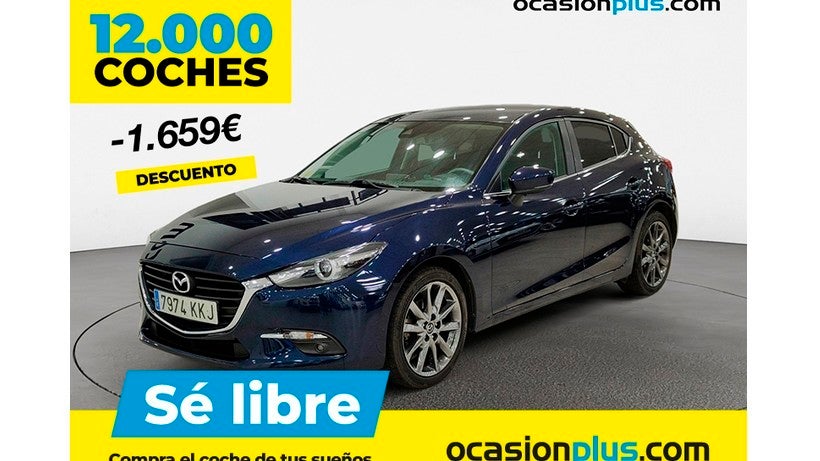 ocasionplus.com
12.000
COCHES
-1.659€
DESCUENTO
7974 KKJ
Sé libre
Compra el coche de tus sueños
ocasionplus.com